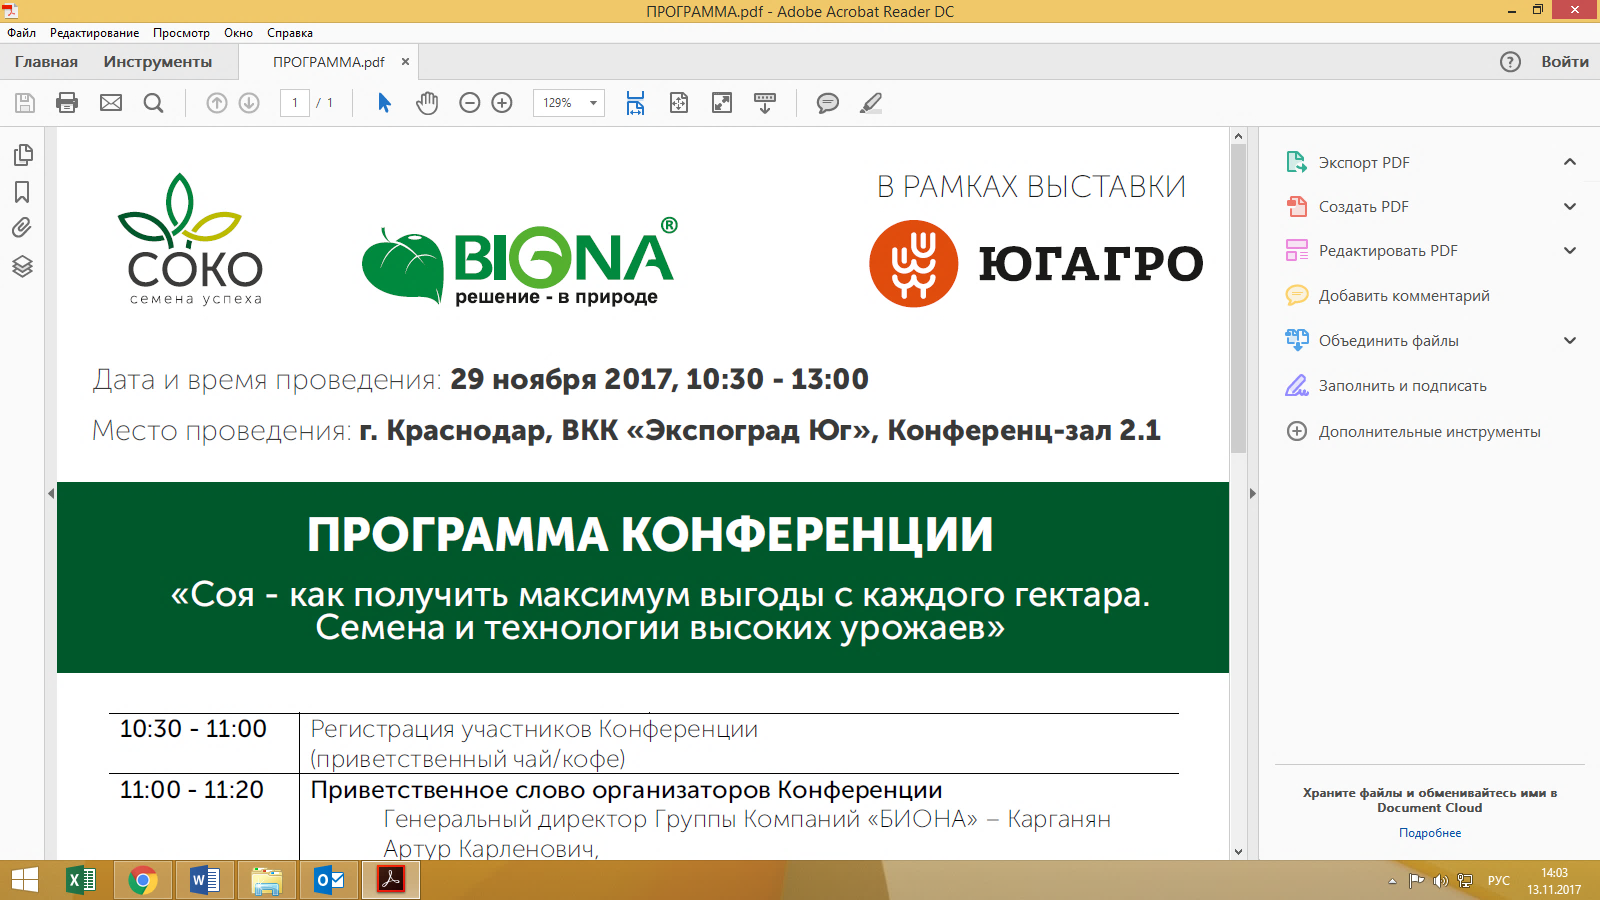 ПРОГРАММА.pdf - Adobe Acrobat Reader DC
Файл Редактирование Просмотр Окно Справка
Главная Инструменты ПРОГРАММА.pdf × ? Войти
1 / 1 129%
СОКО
семена успеха
BIONA®
решение - в природе
В РАМКАХ ВЫСТАВКИ
ЮГАГРО
Дата и время проведения: 29 ноября 2017, 10:30 - 13:00
Место проведения: г. Краснодар, ВКК «Экспоград Юг», Конференц-зал 2.1
ПРОГРАММА КОНФЕРЕНЦИИ
«Соя - как получить максимум выгоды с каждого гектара.
Семена и технологии высоких урожаев»
10:30 - 11:00 Регистрация участников Конференции
(приветственный чай/кофе)
11:00 - 11:20 Приветственное слово организаторов Конференции
Генеральный директор Группы Компаний «БИОНА» – Карганян
Артур Карленович,
Экспорт PDF
Создать PDF
Редактировать PDF
Добавить комментарий
Объединить файлы
Заполнить и подписать
Дополнительные инструменты
Храните файлы и обменивайтесь ими в
Document Cloud
Подробнее
РУС
14:03
13.11.2017